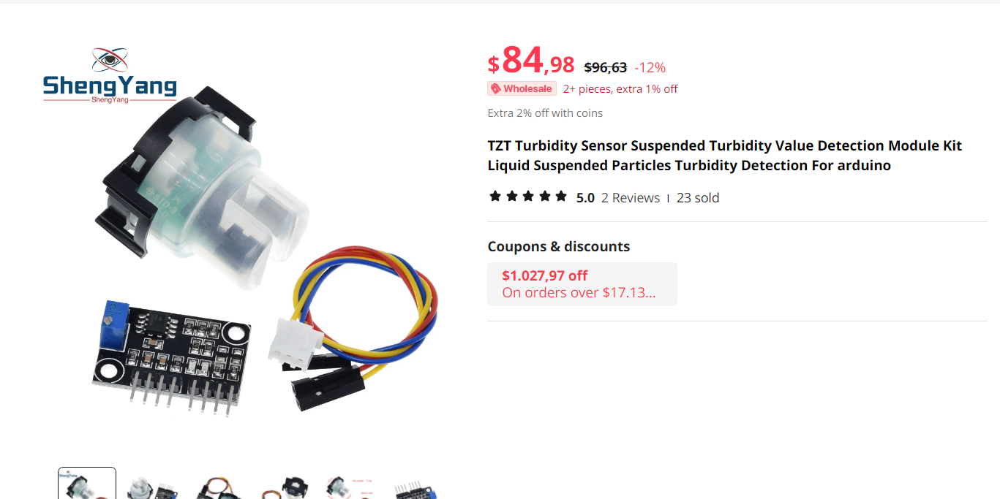 ShengYang
ShengYang
$84,98 $96,63 -12%
Wholesale 2+ pieces, extra 1% off
Extra 2% off with coins
TZT Turbidity Sensor Suspended Turbidity Value Detection Module Kit
Liquid Suspended Particles Turbidity Detection For arduino
5.0 2 Reviews | 23 sold
Coupons & discounts
$1.027,97 off
On orders over $17.13...